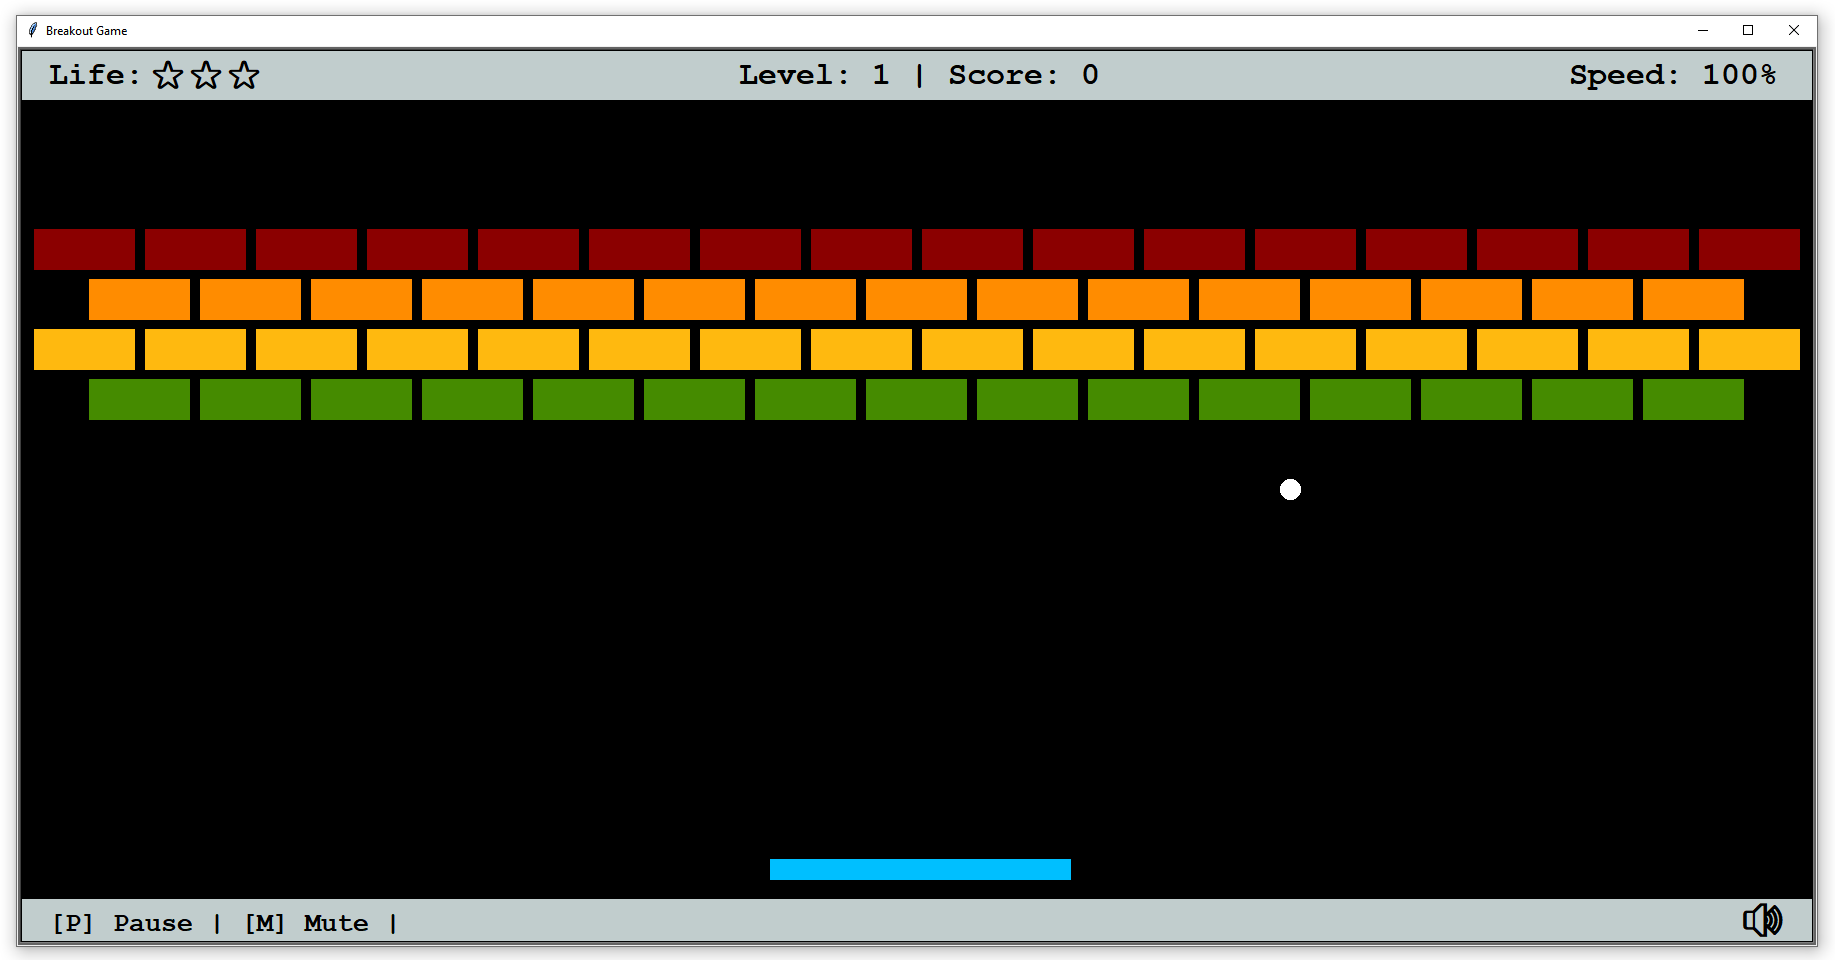 Breakout Game
Life: ☆☆☆ Level: 1 | Score: 0 Speed: 100%
[P] Pause | [M] Mute |